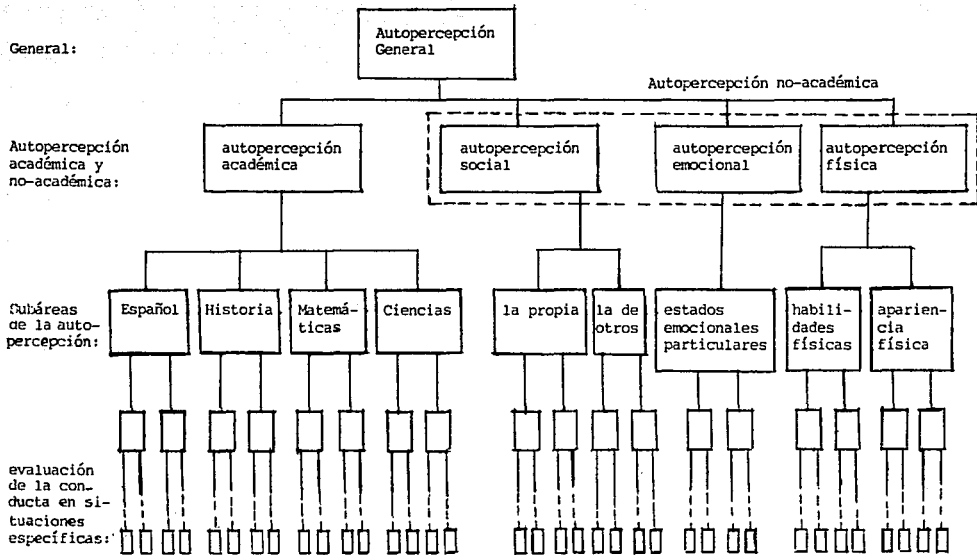 Autopercepción
General
General:
Autopercepción no-académica
Autopercepción
académica y
no-académica:
autopercepción
académica
autopercepción
social
autopercepción
emocional
autopercepción
física
Subáreas
de la auto-
percepción:
Español
Historia
Matemá-
ticas
Ciencias
la propia
la de
otros
estados
emocionales
particulares
habili-
dades
físicas
aparien-
cia
física
evaluación
de la con-
ducta en si-
tuaciones
específicas: